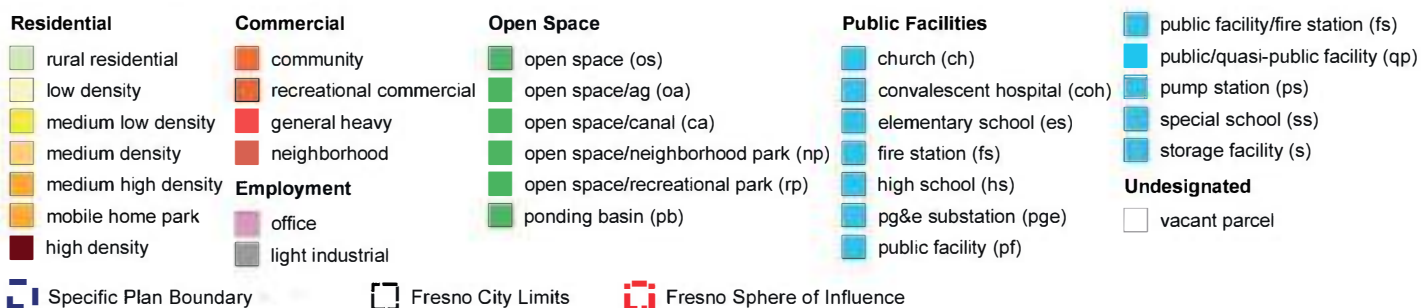 Residential
rural residential
low density
medium low density
medium density
medium high density
mobile home park
high density
Commercial
community
recreational commercial
general heavy
neighborhood
Employment
office
light industrial
Open Space
open space (os)
open space/ag (oa)
open space/canal (ca)
open space/neighborhood park (np)
open space/recreational park (rp)
ponding basin (pb)
Public Facilities
church (ch)
convalescent hospital (coh)
elementary school (es)
fire station (fs)
high school (hs)
pg&e substation (pge)
public facility (pf)
public facility/fire station (fs)
public/quasi-public facility (qp)
pump station (ps)
special school (ss)
storage facility (s)
Undesignated
vacant parcel
Specific Plan Boundary
Fresno City Limits
Fresno Sphere of Influence